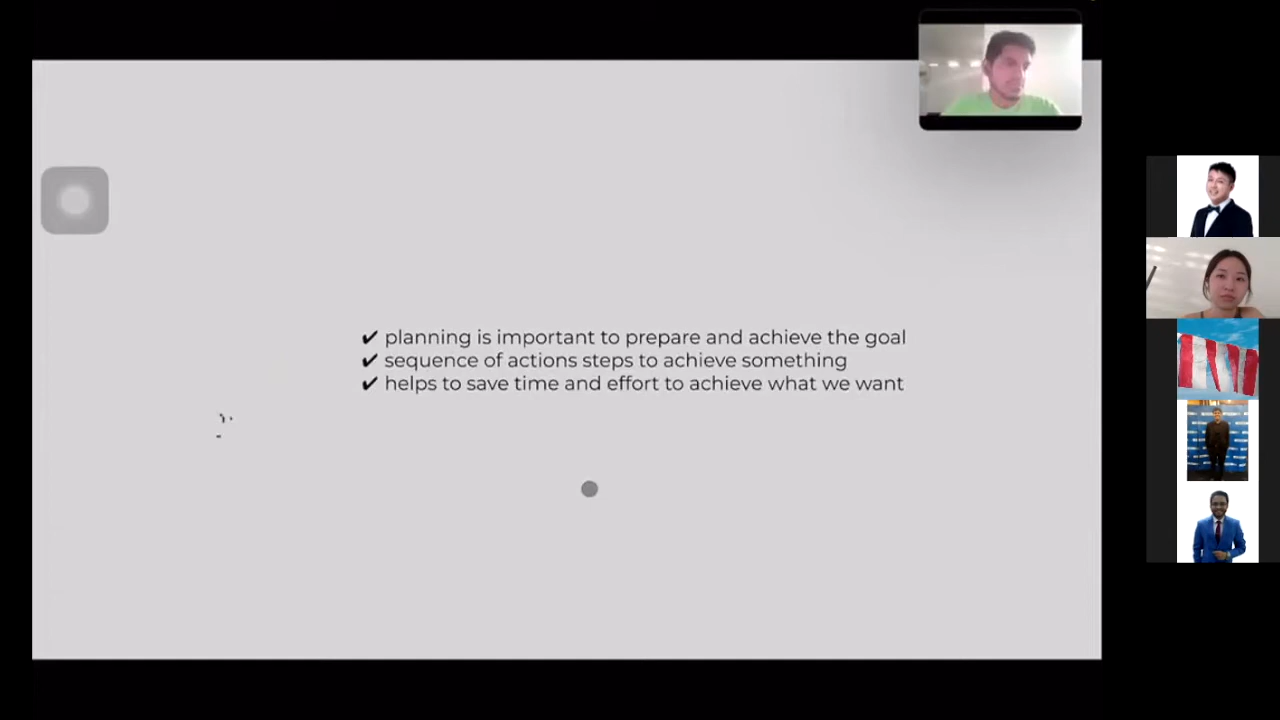 ✔ planning is important to prepare and achieve the goal
✔ sequence of actions steps to achieve something
✔ helps to save time and effort to achieve what we want